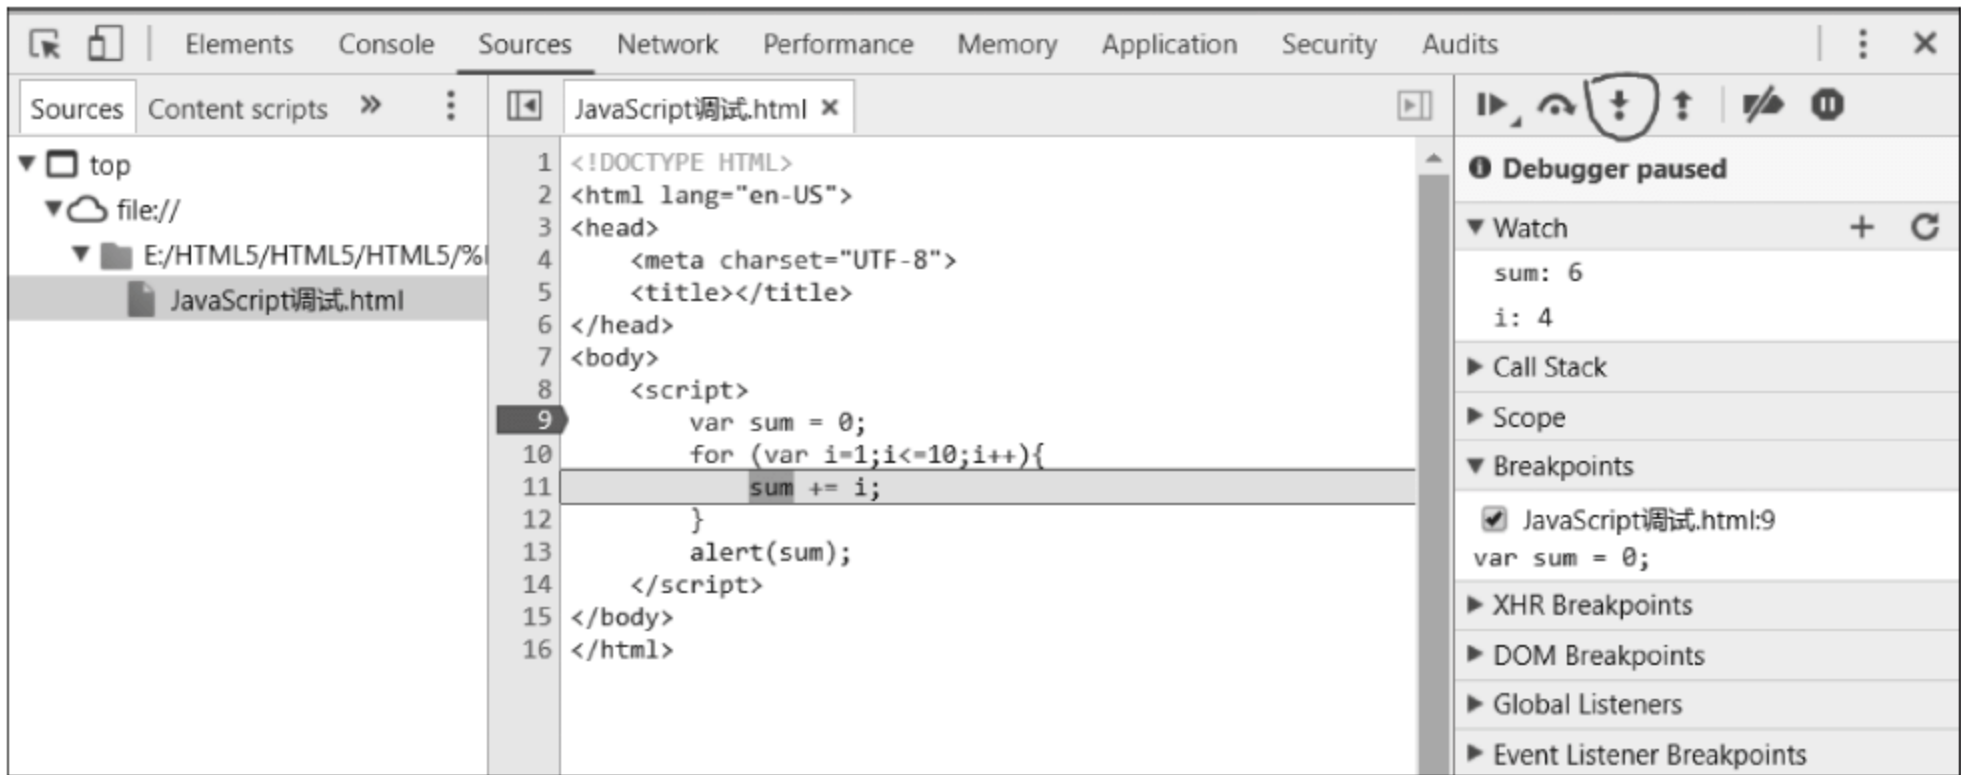 Elements Console Sources Network Performance Memory Application Security Audits
Sources Content scripts »
JavaScript调试.html ×
top
file://
E:/HTML5/HTML5/HTML5/%
JavaScript调试.html
1 <!DOCTYPE HTML>
2 <html lang="en-US">
3 <head>
4 <meta charset="UTF-8">
5 <title></title>
6 </head>
7 <body>
8 <script>
9 var sum = 0;
10 for (var i=1;i<=10;i++){
11 sum += i;
12 }
13 alert(sum);
14 </script>
15 </body>
16 </html>
Debugger paused
Watch
sum: 6
i: 4
Call Stack
Scope
Breakpoints
JavaScript调试.html:9
var sum = 0;
XHR Breakpoints
DOM Breakpoints
Global Listeners
Event Listener Breakpoints